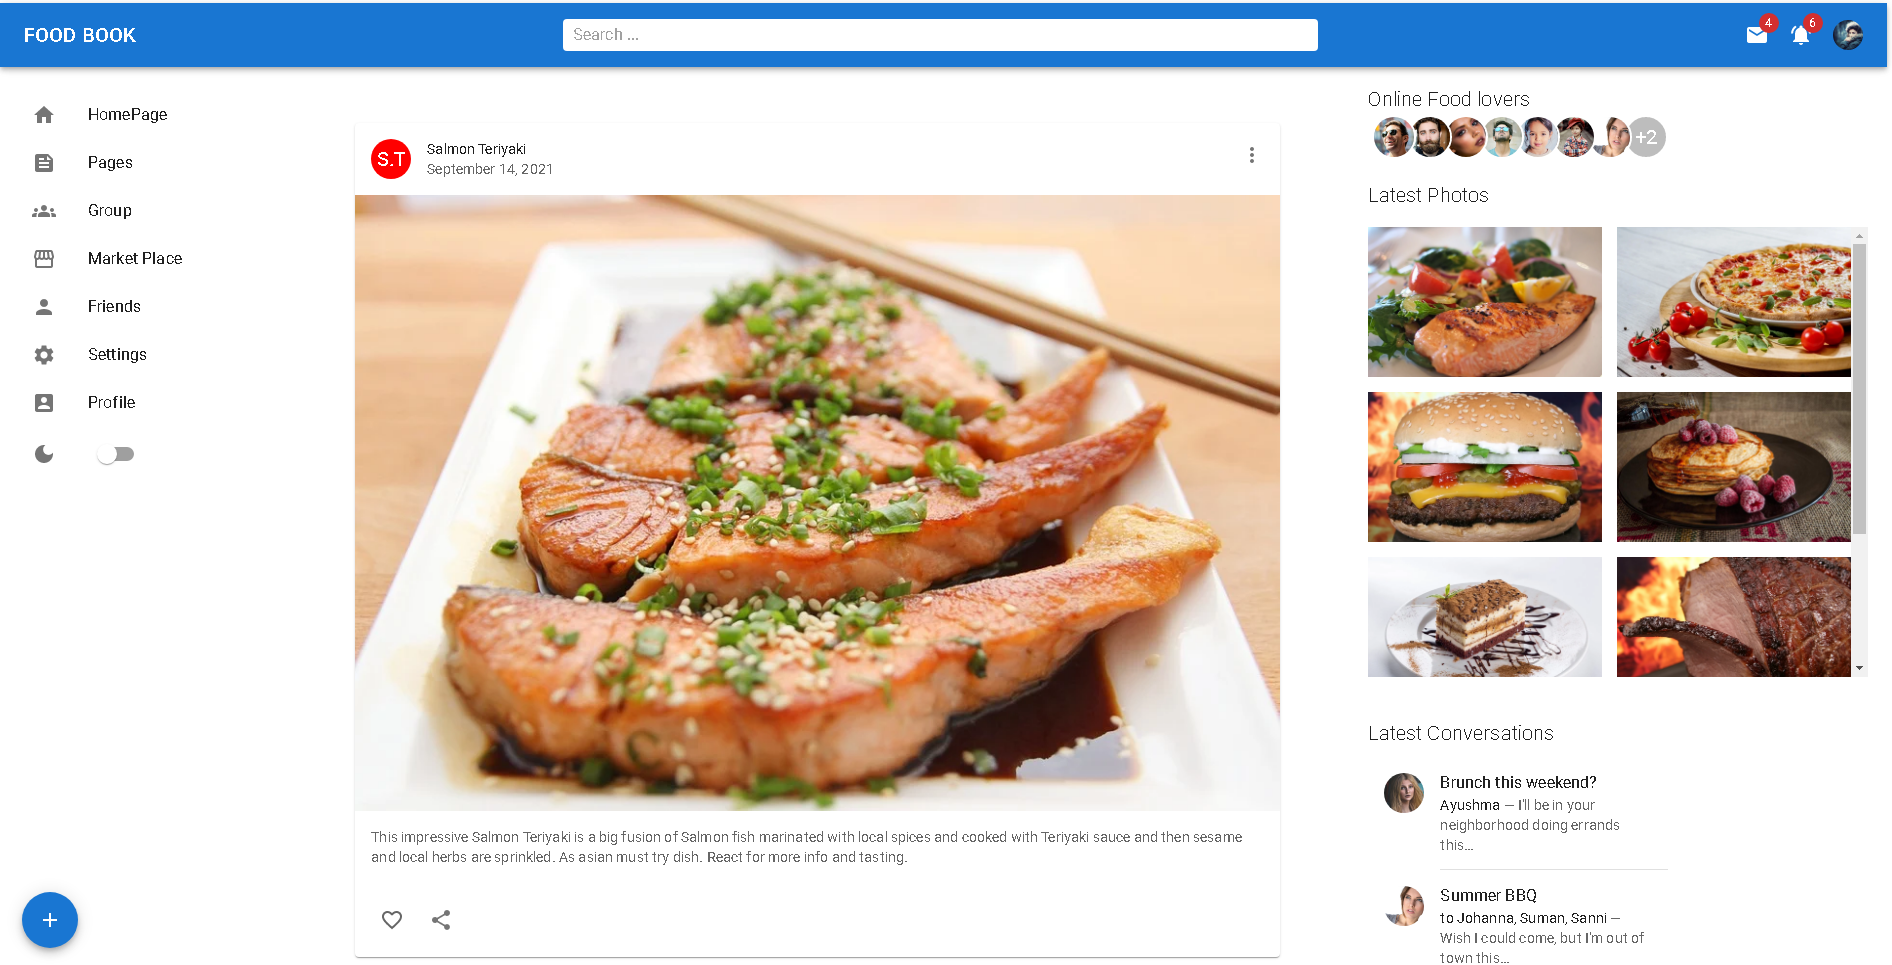 FOOD BOOK
Search ...
4
6
HomePage
Pages
Group
Market Place
Friends
Settings
Profile
S.T
Salmon Teriyaki
September 14, 2021
This impressive Salmon Teriyaki is a big fusion of Salmon fish marinated with local spices and cooked with Teriyaki sauce and then sesame
and local herbs are sprinkled. As asian must try dish. React for more info and tasting.
Online Food lovers
+2
Latest Photos
Latest Conversations
Brunch this weekend?
Ayushma — I'll be in your
neighborhood doing errands
this...
Summer BBQ
to Johanna, Suman, Sanni —
Wish I could come, but I'm out of
town this...